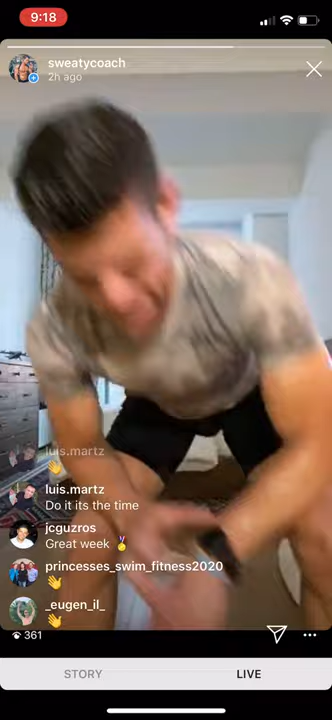 9:18
sweatycoach
2h ago
luis.martz
👋
luis.martz
Do it its the time
jcguzros
Great week 🏅
princesses_swim_fitness2020
👋
_eugen_il_
👋
361
STORY
LIVE